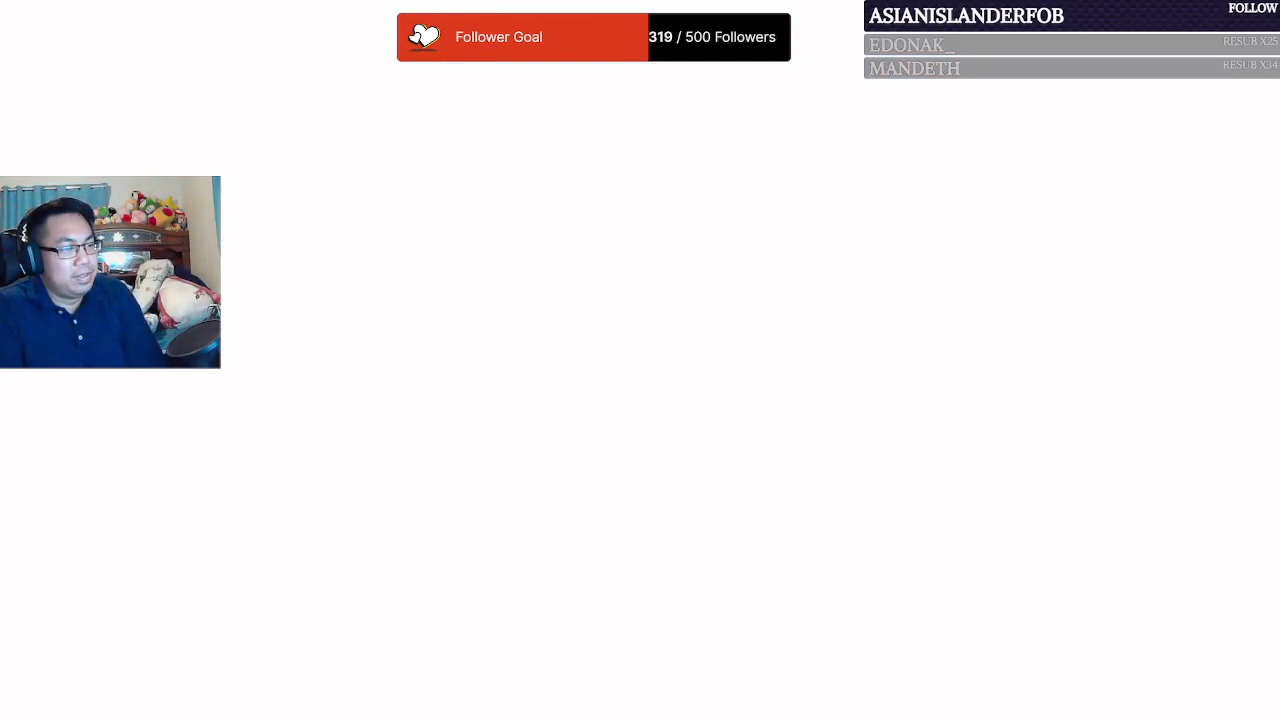 Follower Goal
319 / 500 Followers
ASIANISLANDERFOB FOLLOW
EDONAK_ RESUB X25
MANDETH RESUB X34